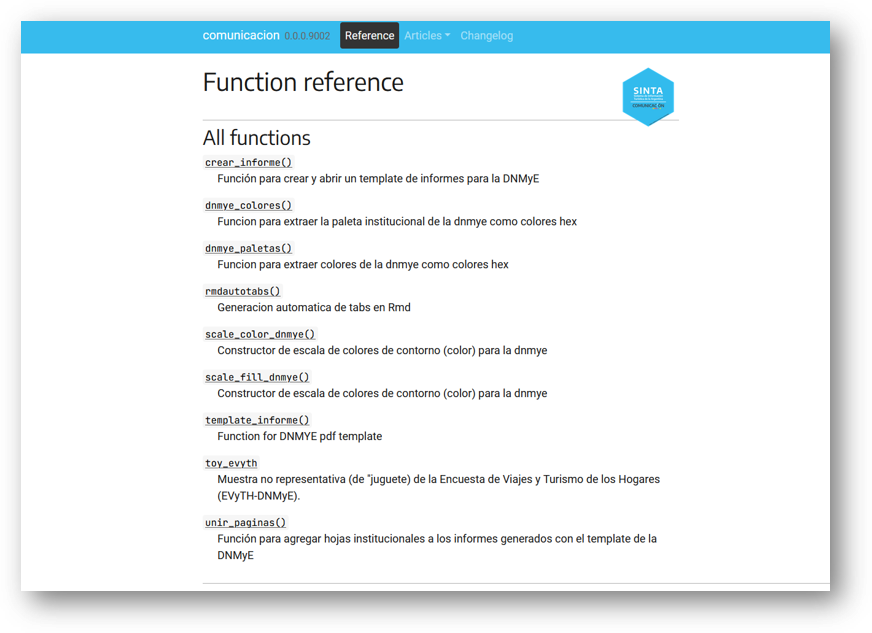 comunicacion 0.0.0.9002 Reference Articles Changelog
Function reference
SINTA
COMUNICACIÓN
All functions
crear_informe()
Función para crear y abrir un template de informes para la DNMyE
dnmye_colores()
Funcion para extraer la paleta institucional de la dnmye como colores hex
dnmye_paletas()
Funcion para extraer colores de la dnmye como colores hex
rmdautotabs()
Generacion automatica de tabs en Rmd
scale_color_dnmye()
Constructor de escala de colores de contorno (color) para la dnmye
scale_fill_dnmye()
Constructor de escala de colores de contorno (color) para la dnmye
template_informe()
Function for DNMYE pdf template
toy_evyth
Muestra no representativa (de "juguete) de la Encuesta de Viajes y Turismo de los Hogares
(EVyTH-DNMyE).
unir_paginas()
Función para agregar hojas institucionales a los informes generados con el template de la
DNMyE